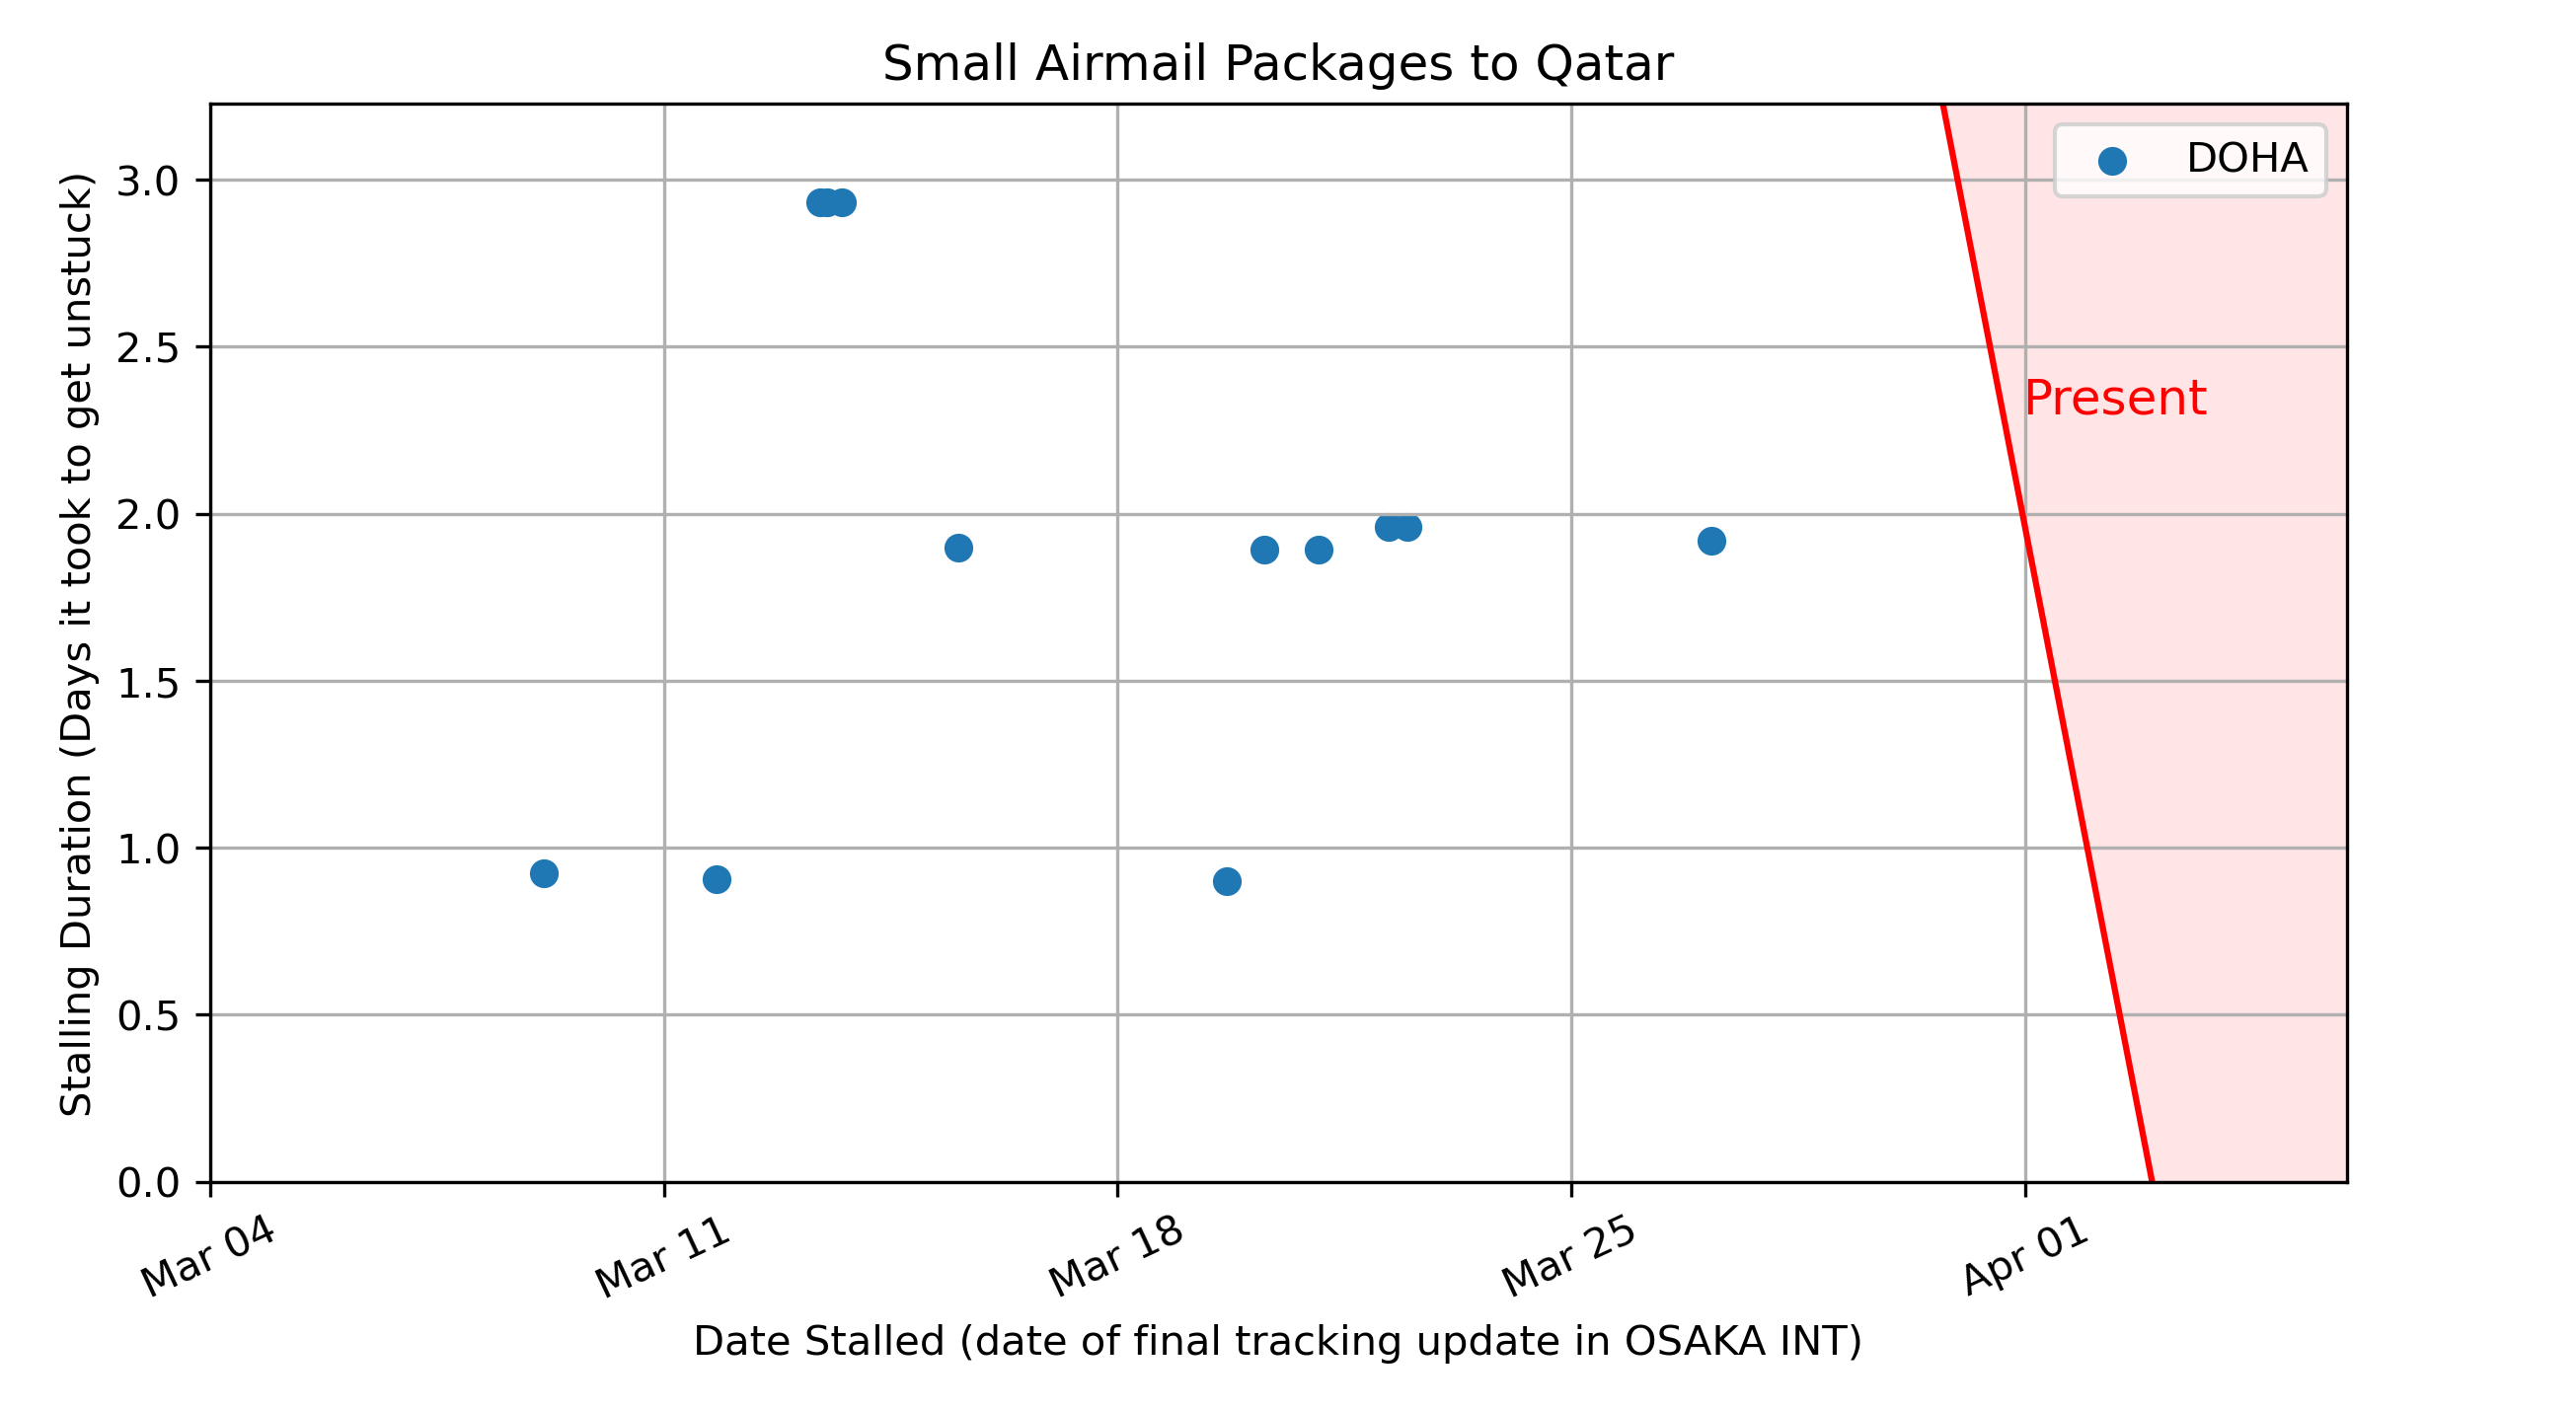 Small Airmail Packages to Qatar
DOHA
Present
Stalling Duration (Days it took to get unstuck)
3.0
2.5
2.0
1.5
1.0
0.5
0.0
Mar 04
Mar 11
Mar 18
Mar 25
Apr 01
Date Stalled (date of final tracking update in OSAKA INT)